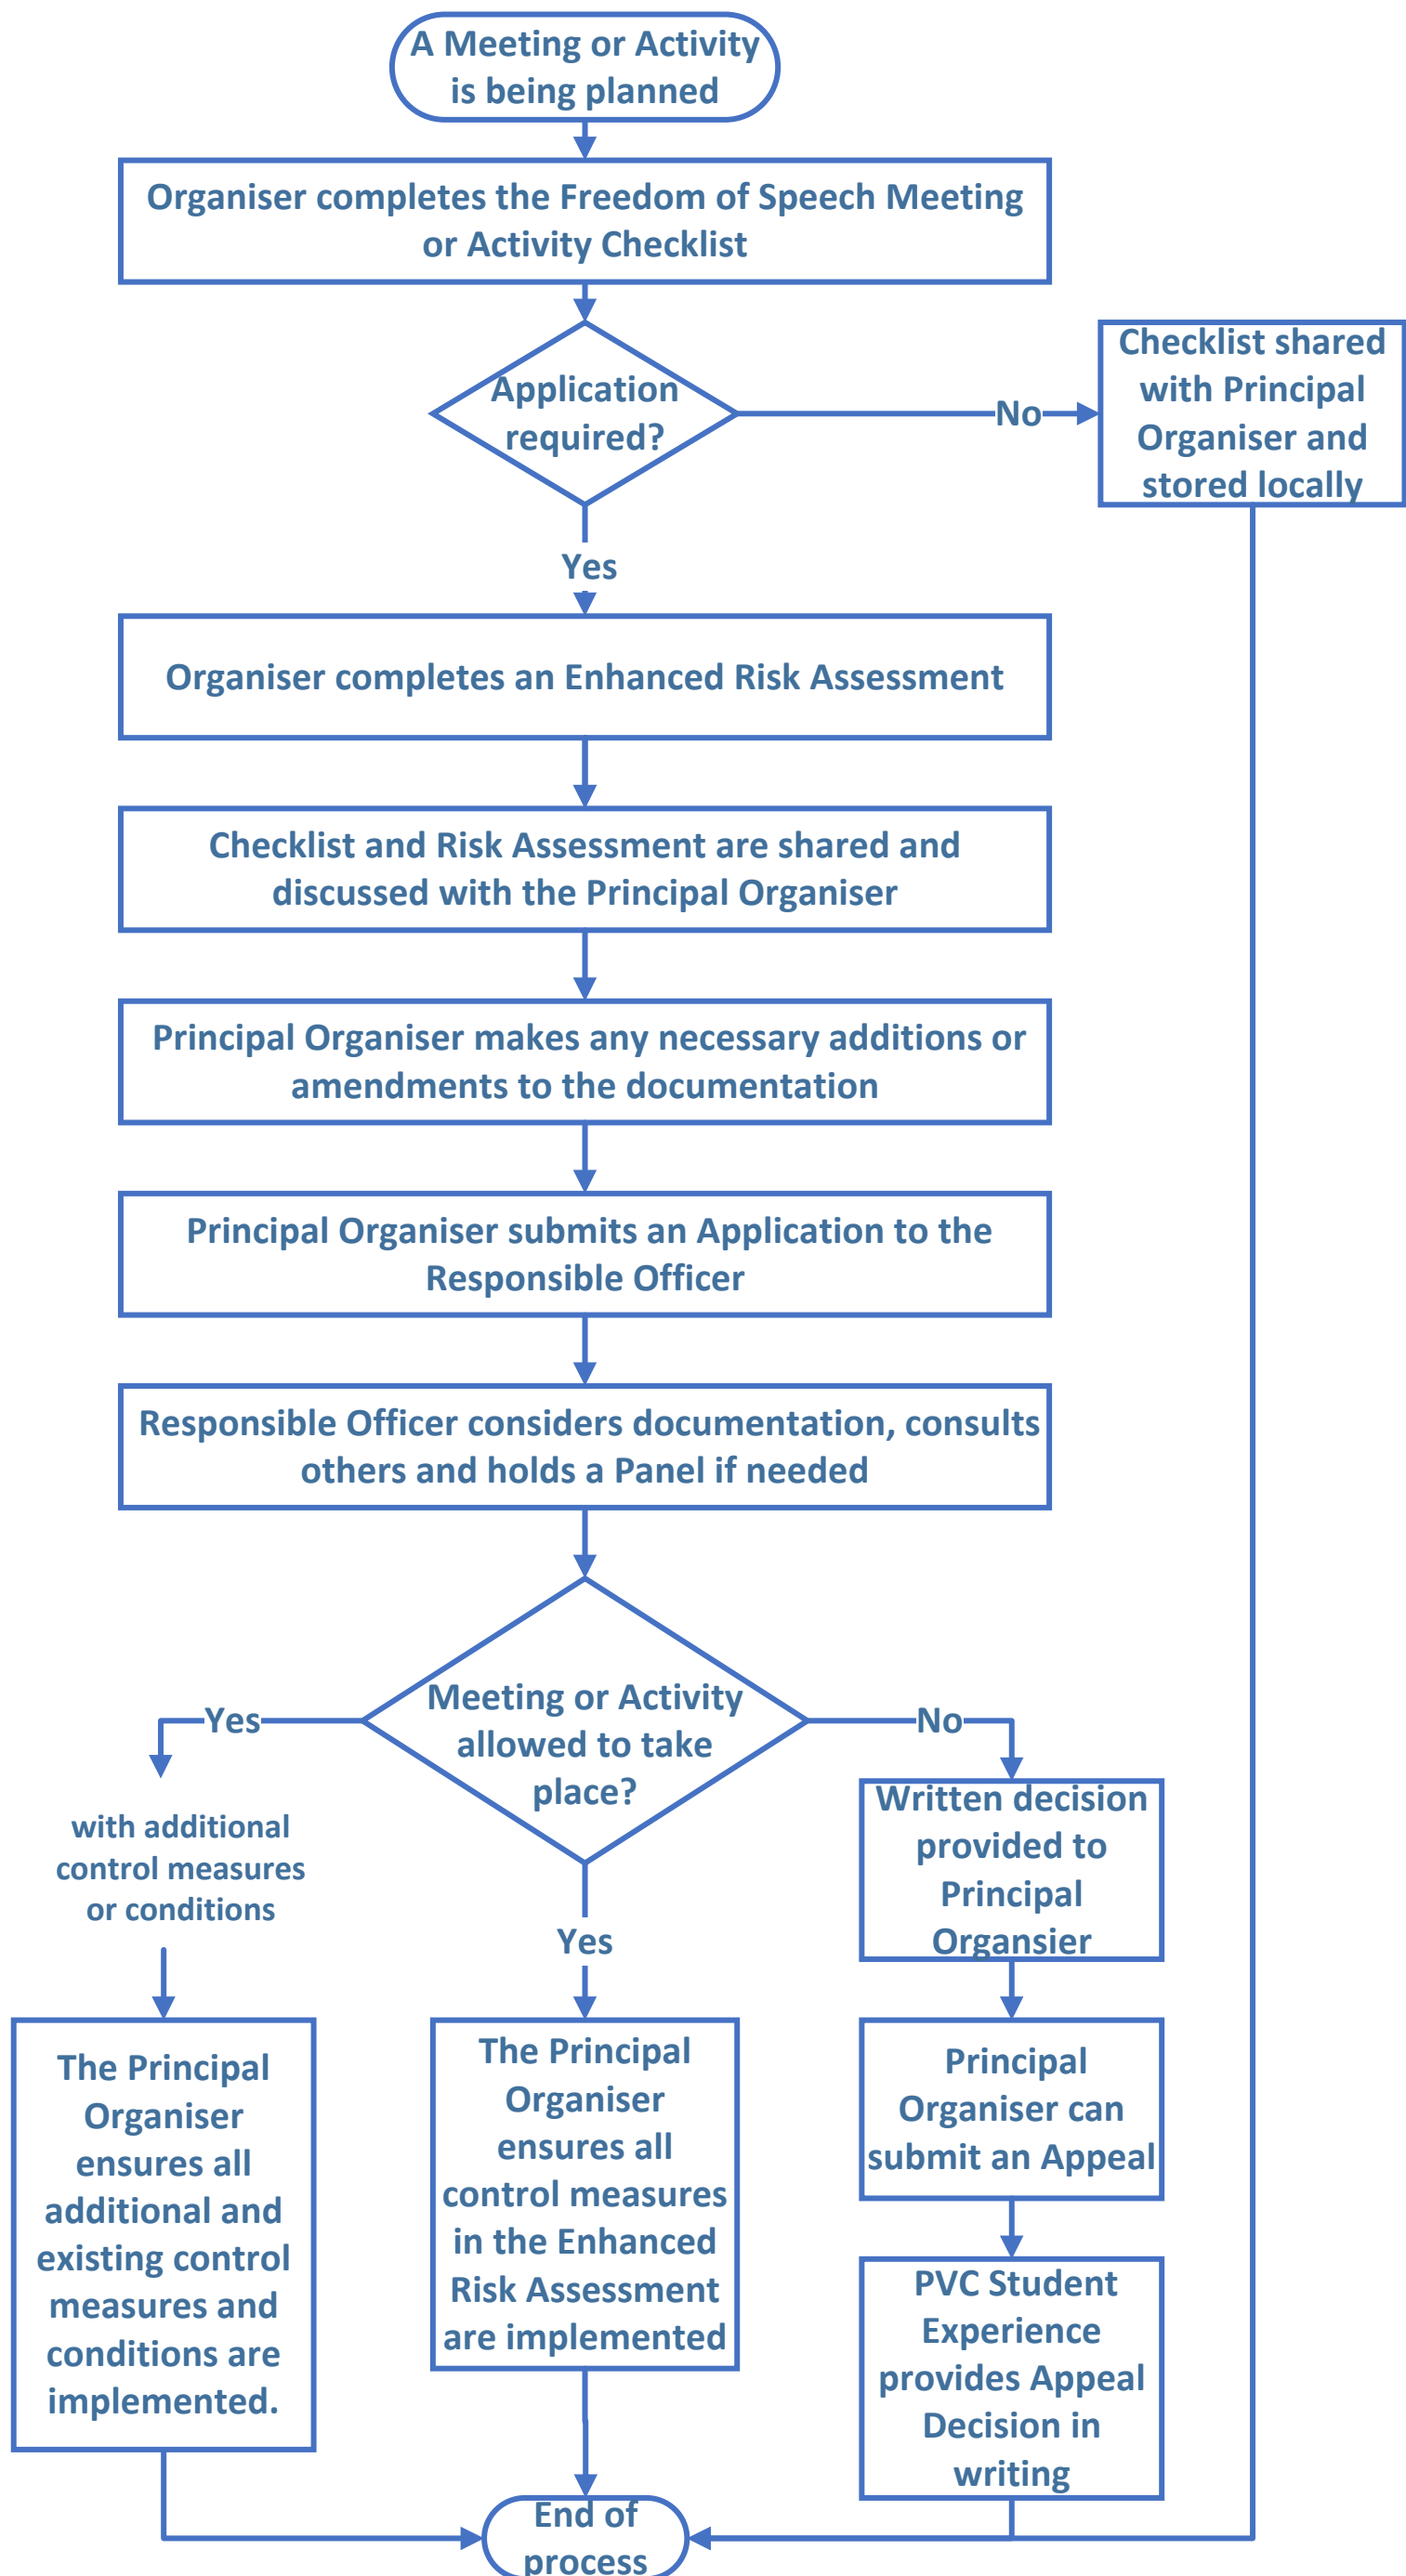 A Meeting or Activity
is being planned
Organiser completes the Freedom of Speech Meeting
or Activity Checklist
Application
required?
No
Checklist shared
with Principal
Organiser and
stored locally
Yes
Organiser completes an Enhanced Risk Assessment
Checklist and Risk Assessment are shared and
discussed with the Principal Organiser
Principal Organiser makes any necessary additions or
amendments to the documentation
Principal Organiser submits an Application to the
Responsible Officer
Responsible Officer considers documentation, consults
others and holds a Panel if needed
Meeting or Activity
allowed to take
place?
Yes
with additional
control measures
or conditions
The Principal
Organiser
ensures all
additional and
existing control
measures and
conditions are
implemented.
Yes
The Principal
Organiser
ensures all
control measures
in the Enhanced
Risk Assessment
are implemented
No
Written decision
provided to
Principal
Organsier
Principal
Organiser can
submit an Appeal
PVC Student
Experience
provides Appeal
Decision in
writing
End of
process